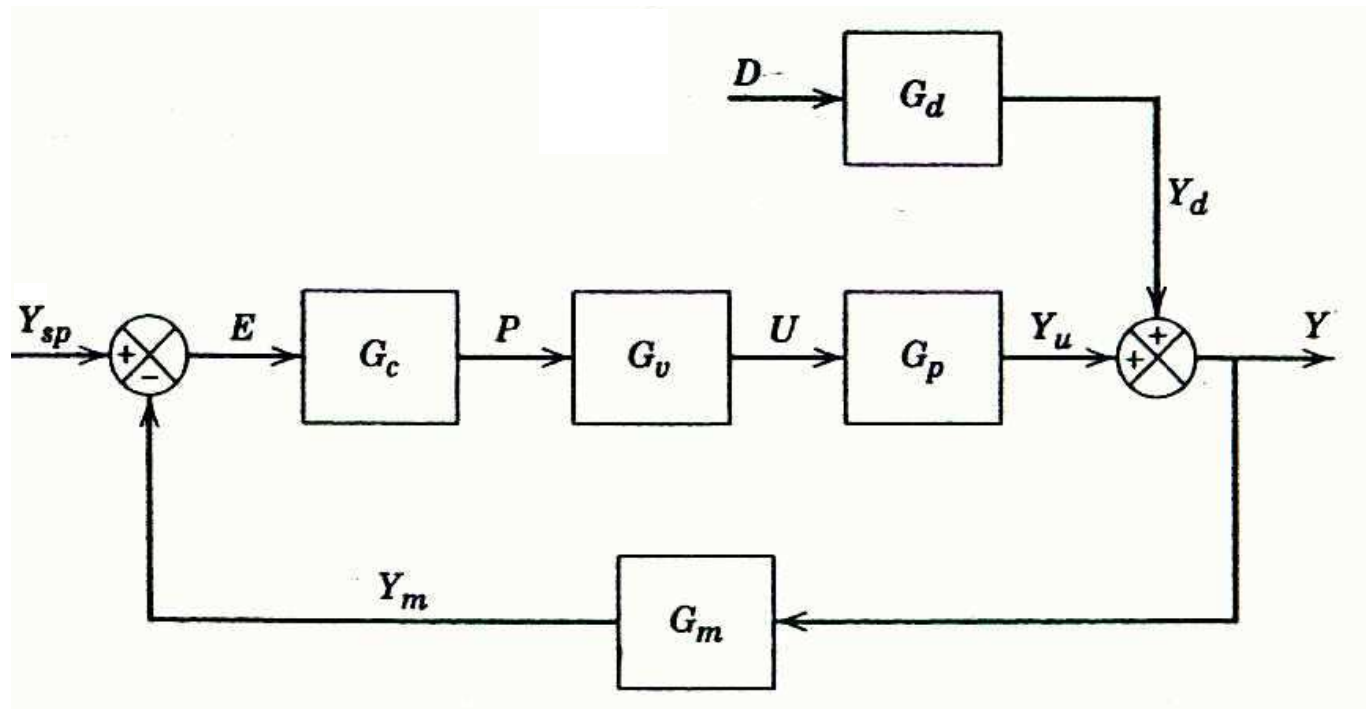 D
G_d
Y_d
Y_sp
+
−
E
G_c
P
G_v
U
G_p
Y_u
+
+
Y
Y_m
G_m